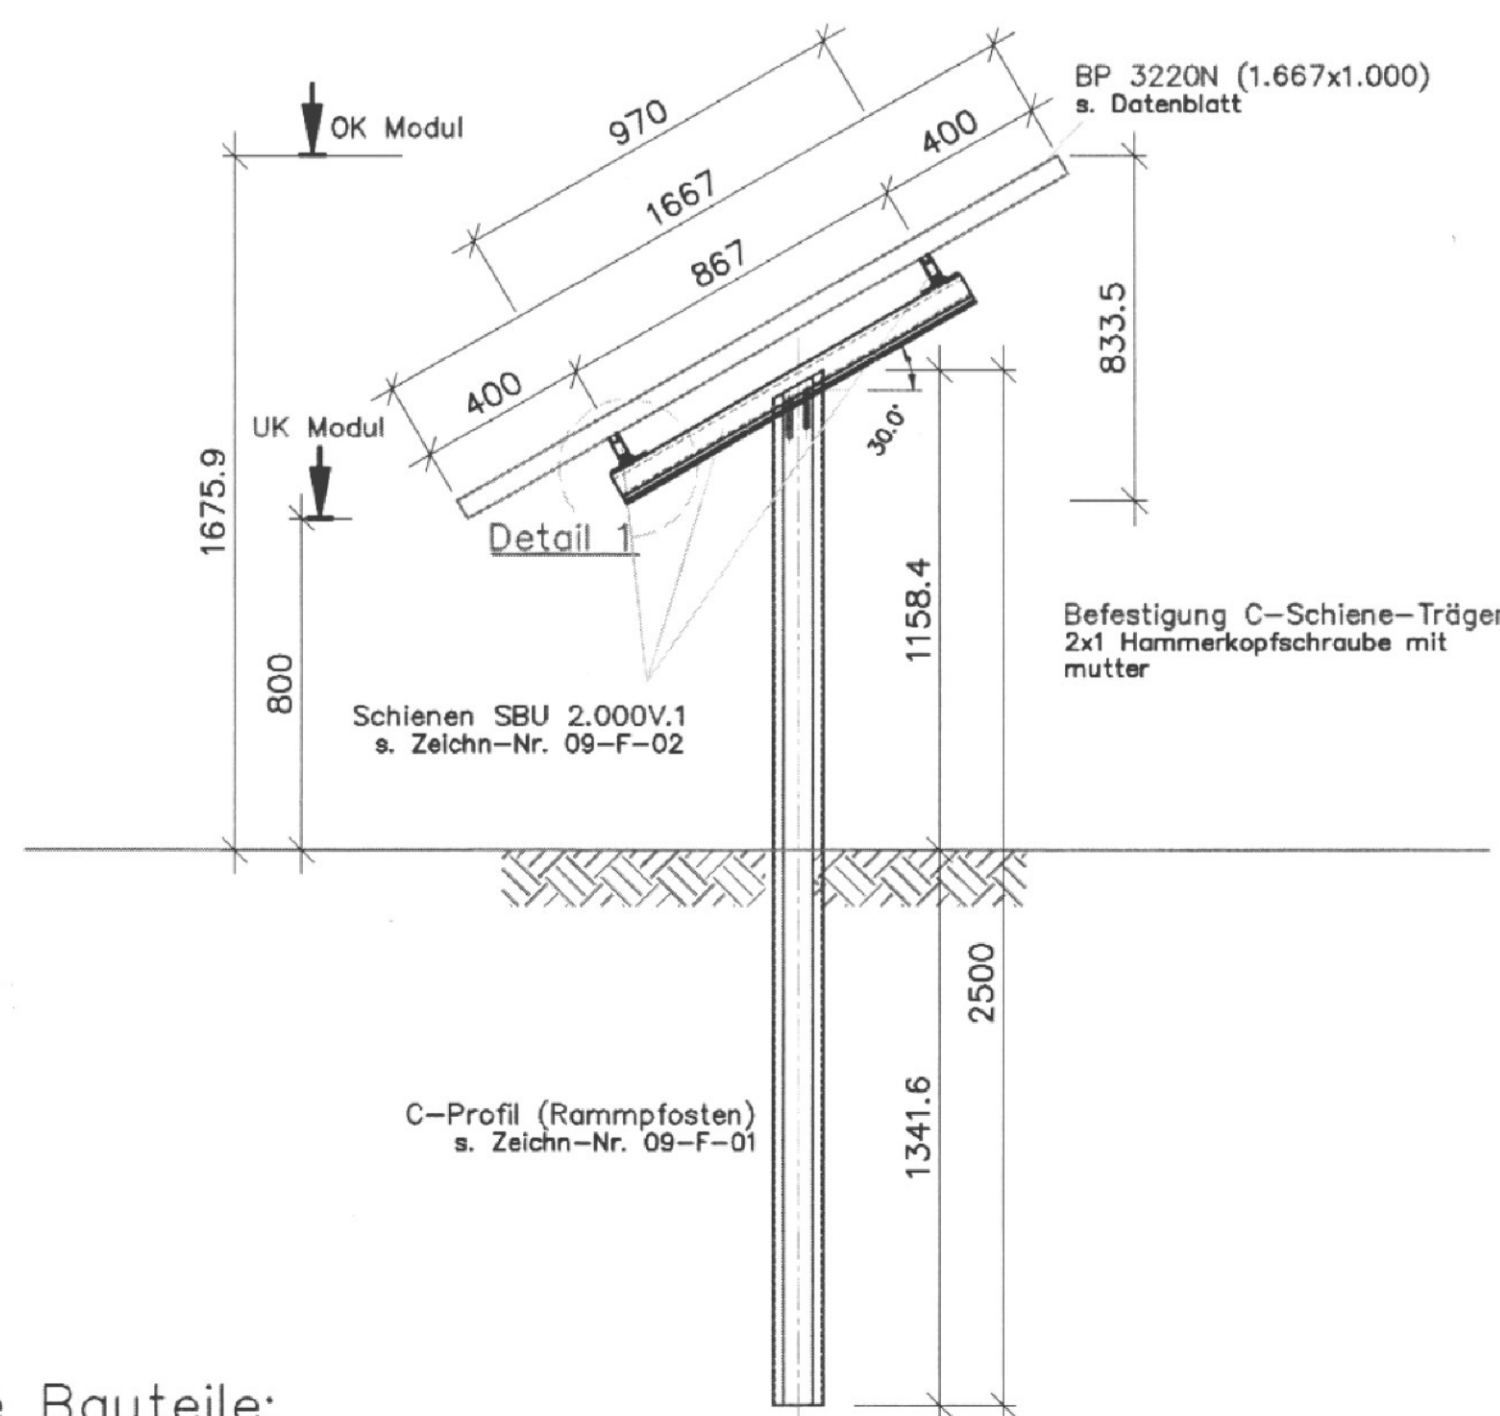 970
BP 3220N (1.667x1.000)
s. Datenblatt
OK Modul
400
1667
867
833.5
400
30.0°
UK Modul
1675.9
Detail 1
1158.4
Befestigung C-Schiene-Träger
2x1 Hammerkopfschraube mit
mutter
800
Schienen SBU 2.000V.1
s. Zeichn-Nr. 09-F-02
2500
C-Profil (Rammpfosten)
s. Zeichn-Nr. 09-F-01
1341.6
e Bauteile: